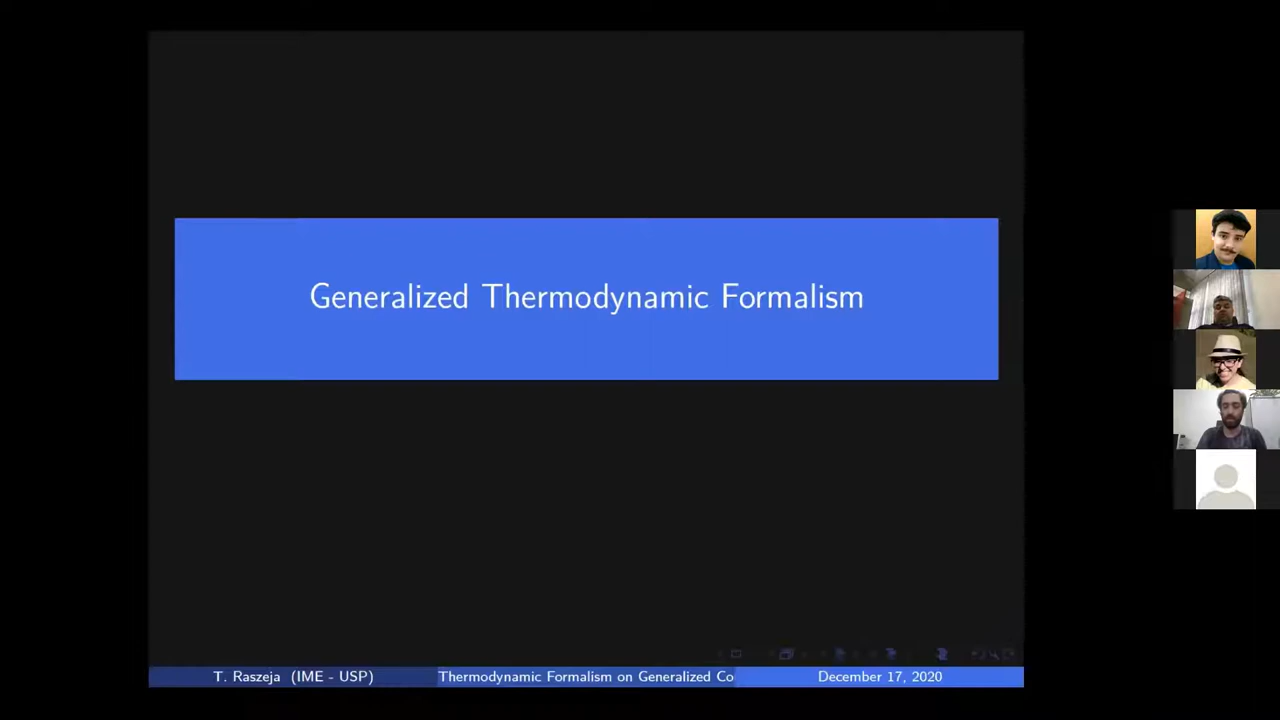 Generalized Thermodynamic Formalism
T. Raszeja (IME - USP)
Thermodynamic Formalism on Generalized Co
December 17, 2020